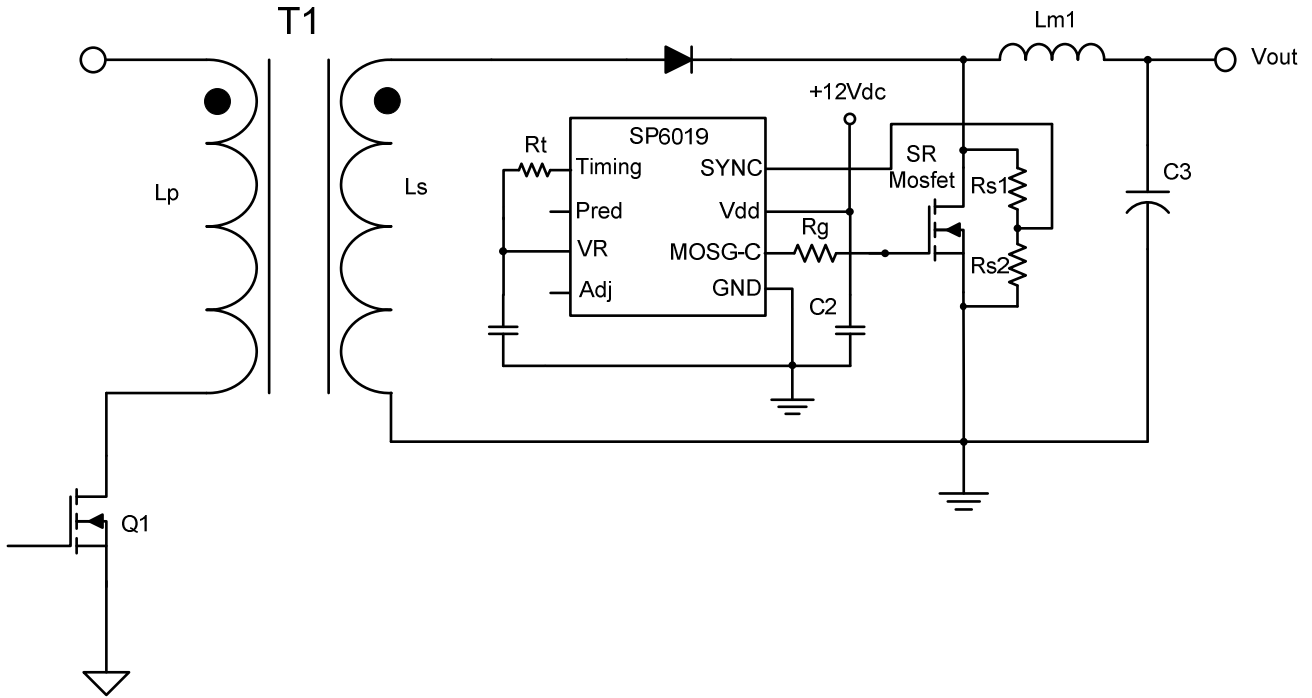 T1
Lm1
Vout
+12Vdc
SP6019
Rt
Timing
SYNC
SR
Mosfet
Rs1
C3
Lp
Ls
Pred
Vdd
Rg
VR
MOSG-C
Rs2
Adj
GND
C2
Q1